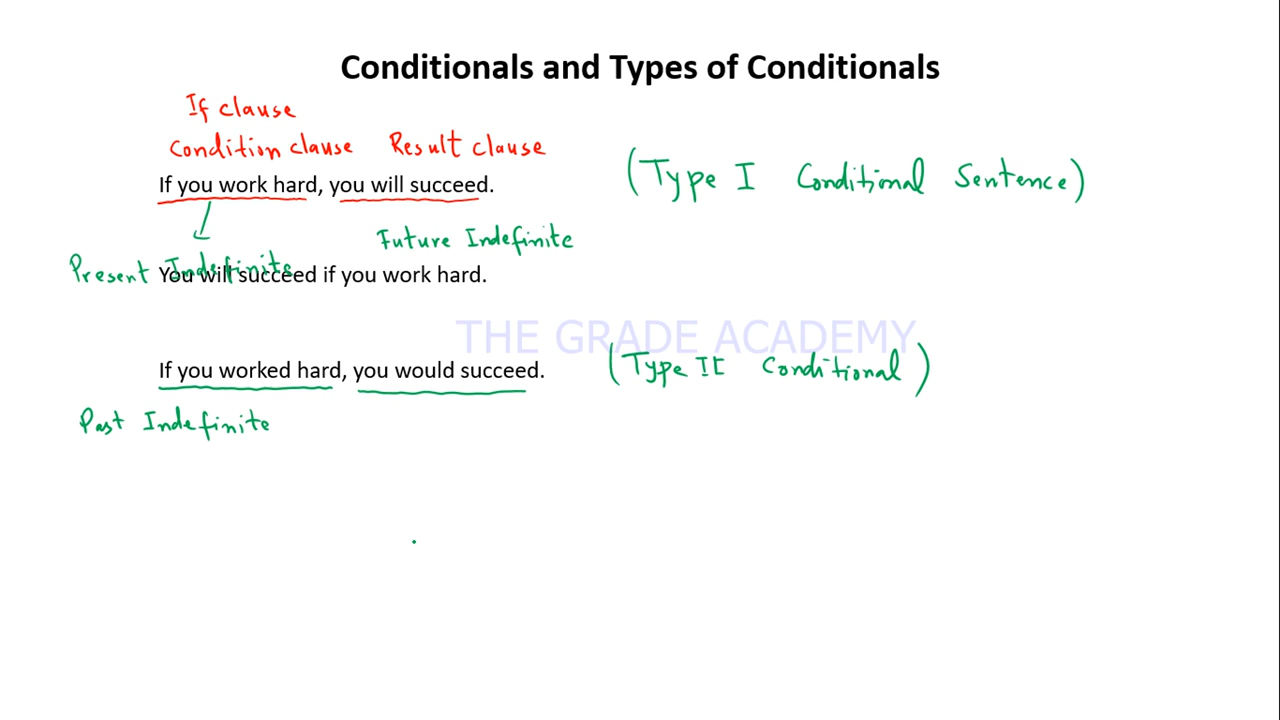 Conditionals and Types of Conditionals
If clause
Condition clause Result clause
If you work hard, you will succeed.
(Type I Conditional Sentence)
Future Indefinite
Present Indefinite
You will succeed if you work hard.
THE GRADE ACADEMY
If you worked hard, you would succeed.
(Type II Conditional)
Past Indefinite